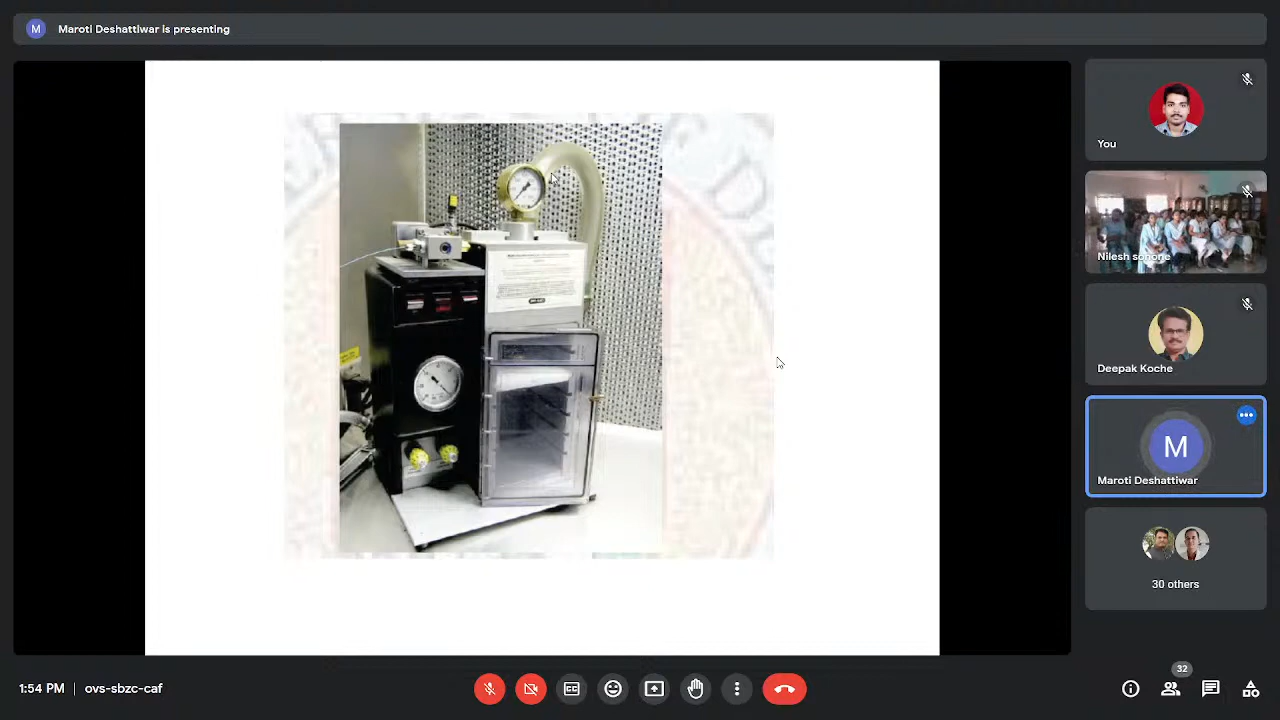 M
Maroti Deshattiwar is presenting
You
Nilesh sonone
Deepak Koche
M
Maroti Deshattiwar
30 others
1:54 PM | ovs-sbzc-caf
32